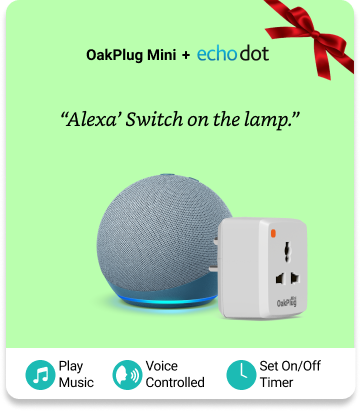 OakPlug Mini + echo dot
“Alexa’ Switch on the lamp.”
OakPlug
Play
Music
Voice
Controlled
Set On/Off
Timer